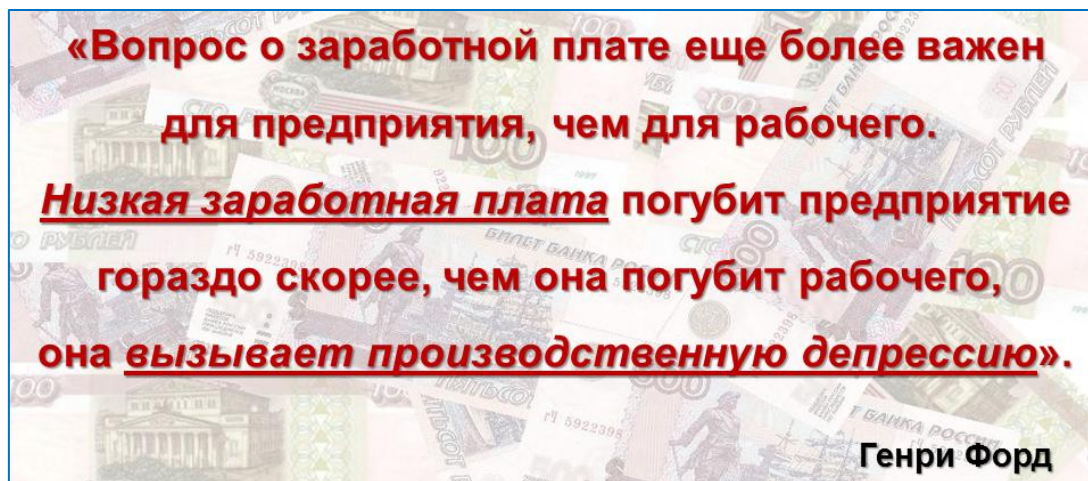 «Вопрос о заработной плате еще более важен
для предприятия, чем для рабочего.
Низкая заработная плата погубит предприятие
гораздо скорее, чем она погубит рабочего,
она вызывает производственную депрессию».
Генри Форд